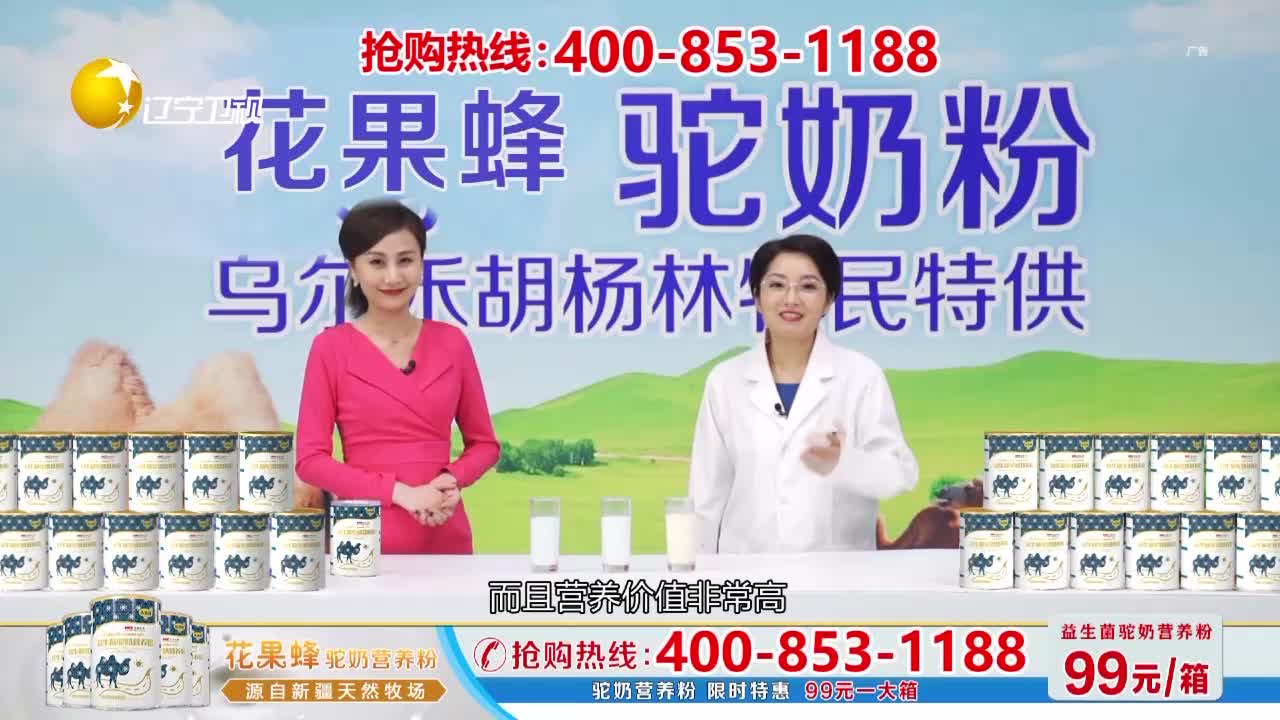 抢购热线:400-853-1188
广告
辽宁卫视
花果蜂 驼奶粉
乌尔禾胡杨林牧民特供
而且营养价值非常高
花果蜂 驼奶营养粉
源自新疆天然牧场
抢购热线:400-853-1188
驼奶营养粉 限时特惠 99元一大箱
益生菌驼奶营养粉
99元/箱